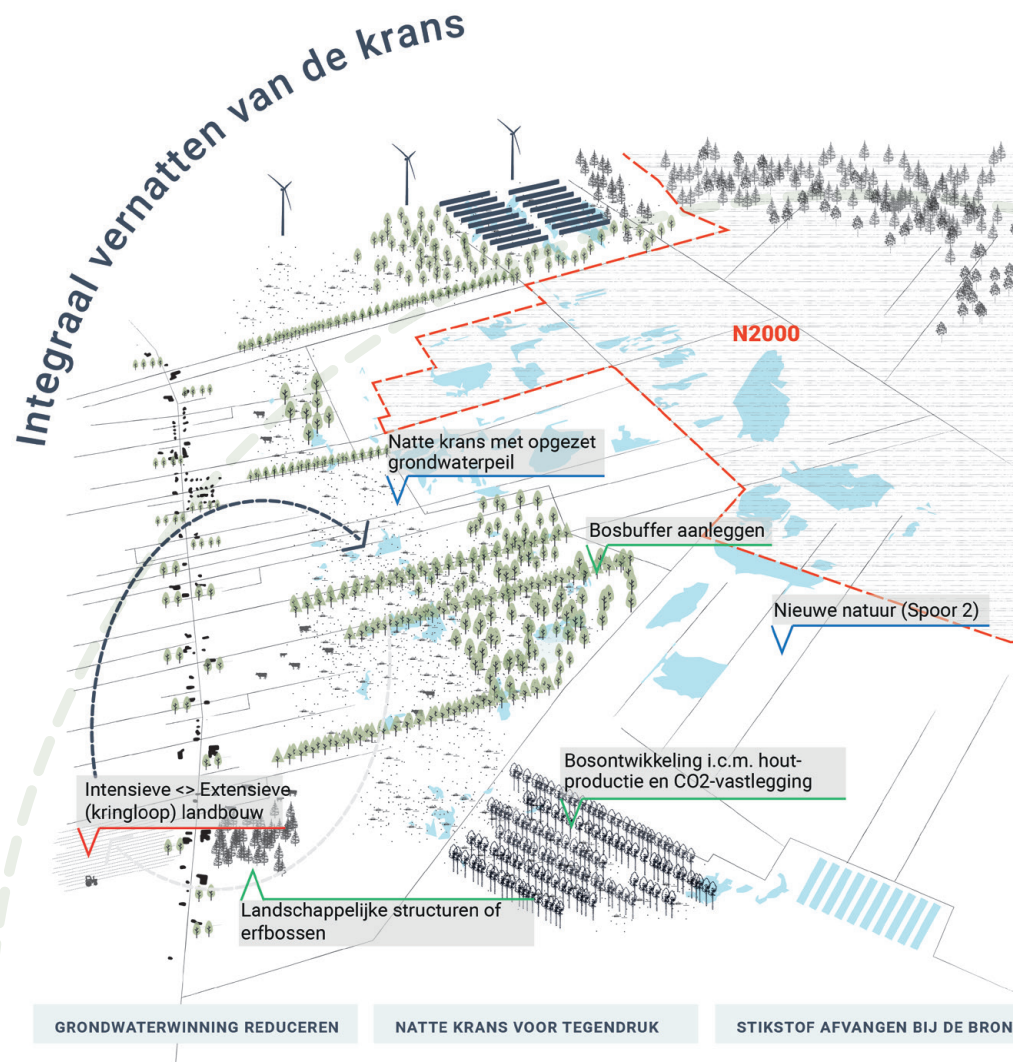 Integraal vernatten van de krans
N2000
Natte krans met opgezet
grondwaterpeil
Bosbuffer aanleggen
Nieuwe natuur (Spoor 2)
Bosontwikkeling i.c.m. hout-
productie en CO2-vastlegging
Intensieve <> Extensieve
(kringloop) landbouw
Landschappelijke structuren of
erfbossen
GRONDWATERWINNING REDUCEREN
NATTE KRANS VOOR TEGENDRUK
STIKSTOF AFVANGEN BIJ DE BRON